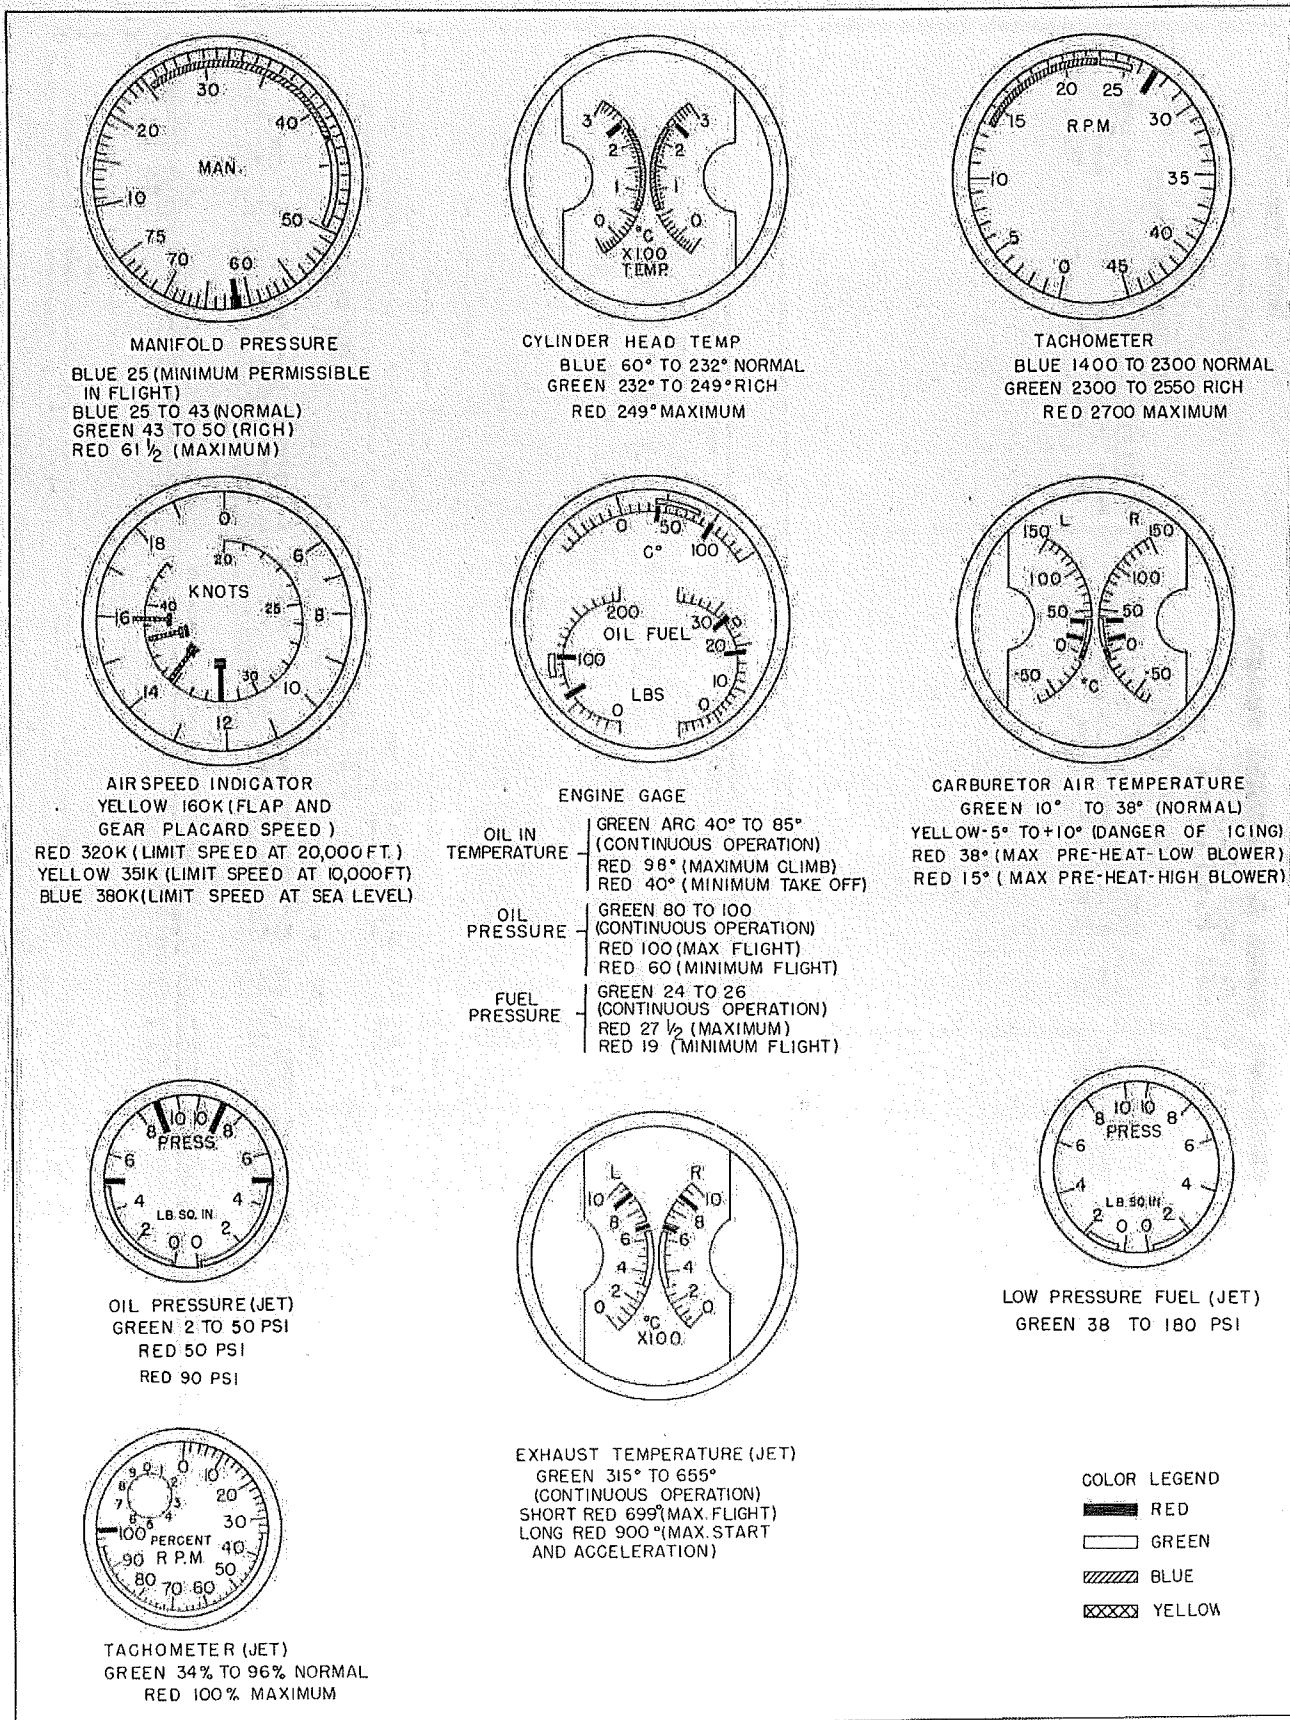 30
20
40
MAN.
10
50
75
70
60
MANIFOLD PRESSURE
BLUE 25 (MINIMUM PERMISSIBLE
IN FLIGHT)
BLUE 25 TO 43 (NORMAL)
GREEN 43 TO 50 (RICH)
RED 61 1/2 (MAXIMUM)
3 3
2 2
1 1
0 0
°C
X100
TEMP.
CYLINDER HEAD TEMP
BLUE 60° TO 232° NORMAL
GREEN 232° TO 249° RICH
RED 249° MAXIMUM
20 25
15 30
R.P.M
10 35
5 40
0 45
TACHOMETER
BLUE 1400 TO 2300 NORMAL
GREEN 2300 TO 2550 RICH
RED 2700 MAXIMUM
0
18 20 6
KNOTS
16 40 25 8
14 30 10
12
AIRSPEED INDICATOR
YELLOW 160K (FLAP AND
GEAR PLACARD SPEED)
RED 320K (LIMIT SPEED AT 20,000 FT.)
YELLOW 351K (LIMIT SPEED AT 10,000FT)
BLUE 380K (LIMIT SPEED AT SEA LEVEL)
0 50
C° 100
200 30
OIL FUEL
100 20
LBS 10
0 0
ENGINE GAGE
OIL IN
TEMPERATURE
GREEN ARC 40° TO 85°
(CONTINUOUS OPERATION)
RED 98° (MAXIMUM CLIMB)
RED 40° (MINIMUM TAKE OFF)
OIL
PRESSURE
GREEN 80 TO 100
(CONTINUOUS OPERATION)
RED 100 (MAX FLIGHT)
RED 60 (MINIMUM FLIGHT)
FUEL
PRESSURE
GREEN 24 TO 26
(CONTINUOUS OPERATION)
RED 27 1/2 (MAXIMUM)
RED 19 (MINIMUM FLIGHT)
L R
150 150
100 100
50 50
0 0
-50 -50
°C
CARBURETOR AIR TEMPERATURE
GREEN 10° TO 38° (NORMAL)
YELLOW-5° TO +10° (DANGER OF ICING)
RED 38° (MAX PRE-HEAT-LOW BLOWER)
RED 15° (MAX PRE-HEAT-HIGH BLOWER)
8 10 10 8
PRESS.
6 6
4 4
LB. SQ. IN.
2 0 0 2
OIL PRESSURE (JET)
GREEN 2 TO 50 PSI
RED 50 PSI
RED 90 PSI
L R
10 10
8 8
6 6
4 4
2 2
0 0
°C
X100
EXHAUST TEMPERATURE (JET)
GREEN 315° TO 655°
(CONTINUOUS OPERATION)
SHORT RED 699° (MAX. FLIGHT)
LONG RED 900° (MAX. START
AND ACCELERATION)
8 10 10 8
PRESS
6 6
4 4
LB. SQ. IN
2 0 0 2
LOW PRESSURE FUEL (JET)
GREEN 38 TO 180 PSI
9 0 1 0 10
8 2 20
7 3
6 5 4 30
100 PERCENT
90 R.P.M. 40
80 70 60 50
TACHOMETER (JET)
GREEN 34% TO 96% NORMAL
RED 100% MAXIMUM
COLOR LEGEND
RED
GREEN
BLUE
YELLOW